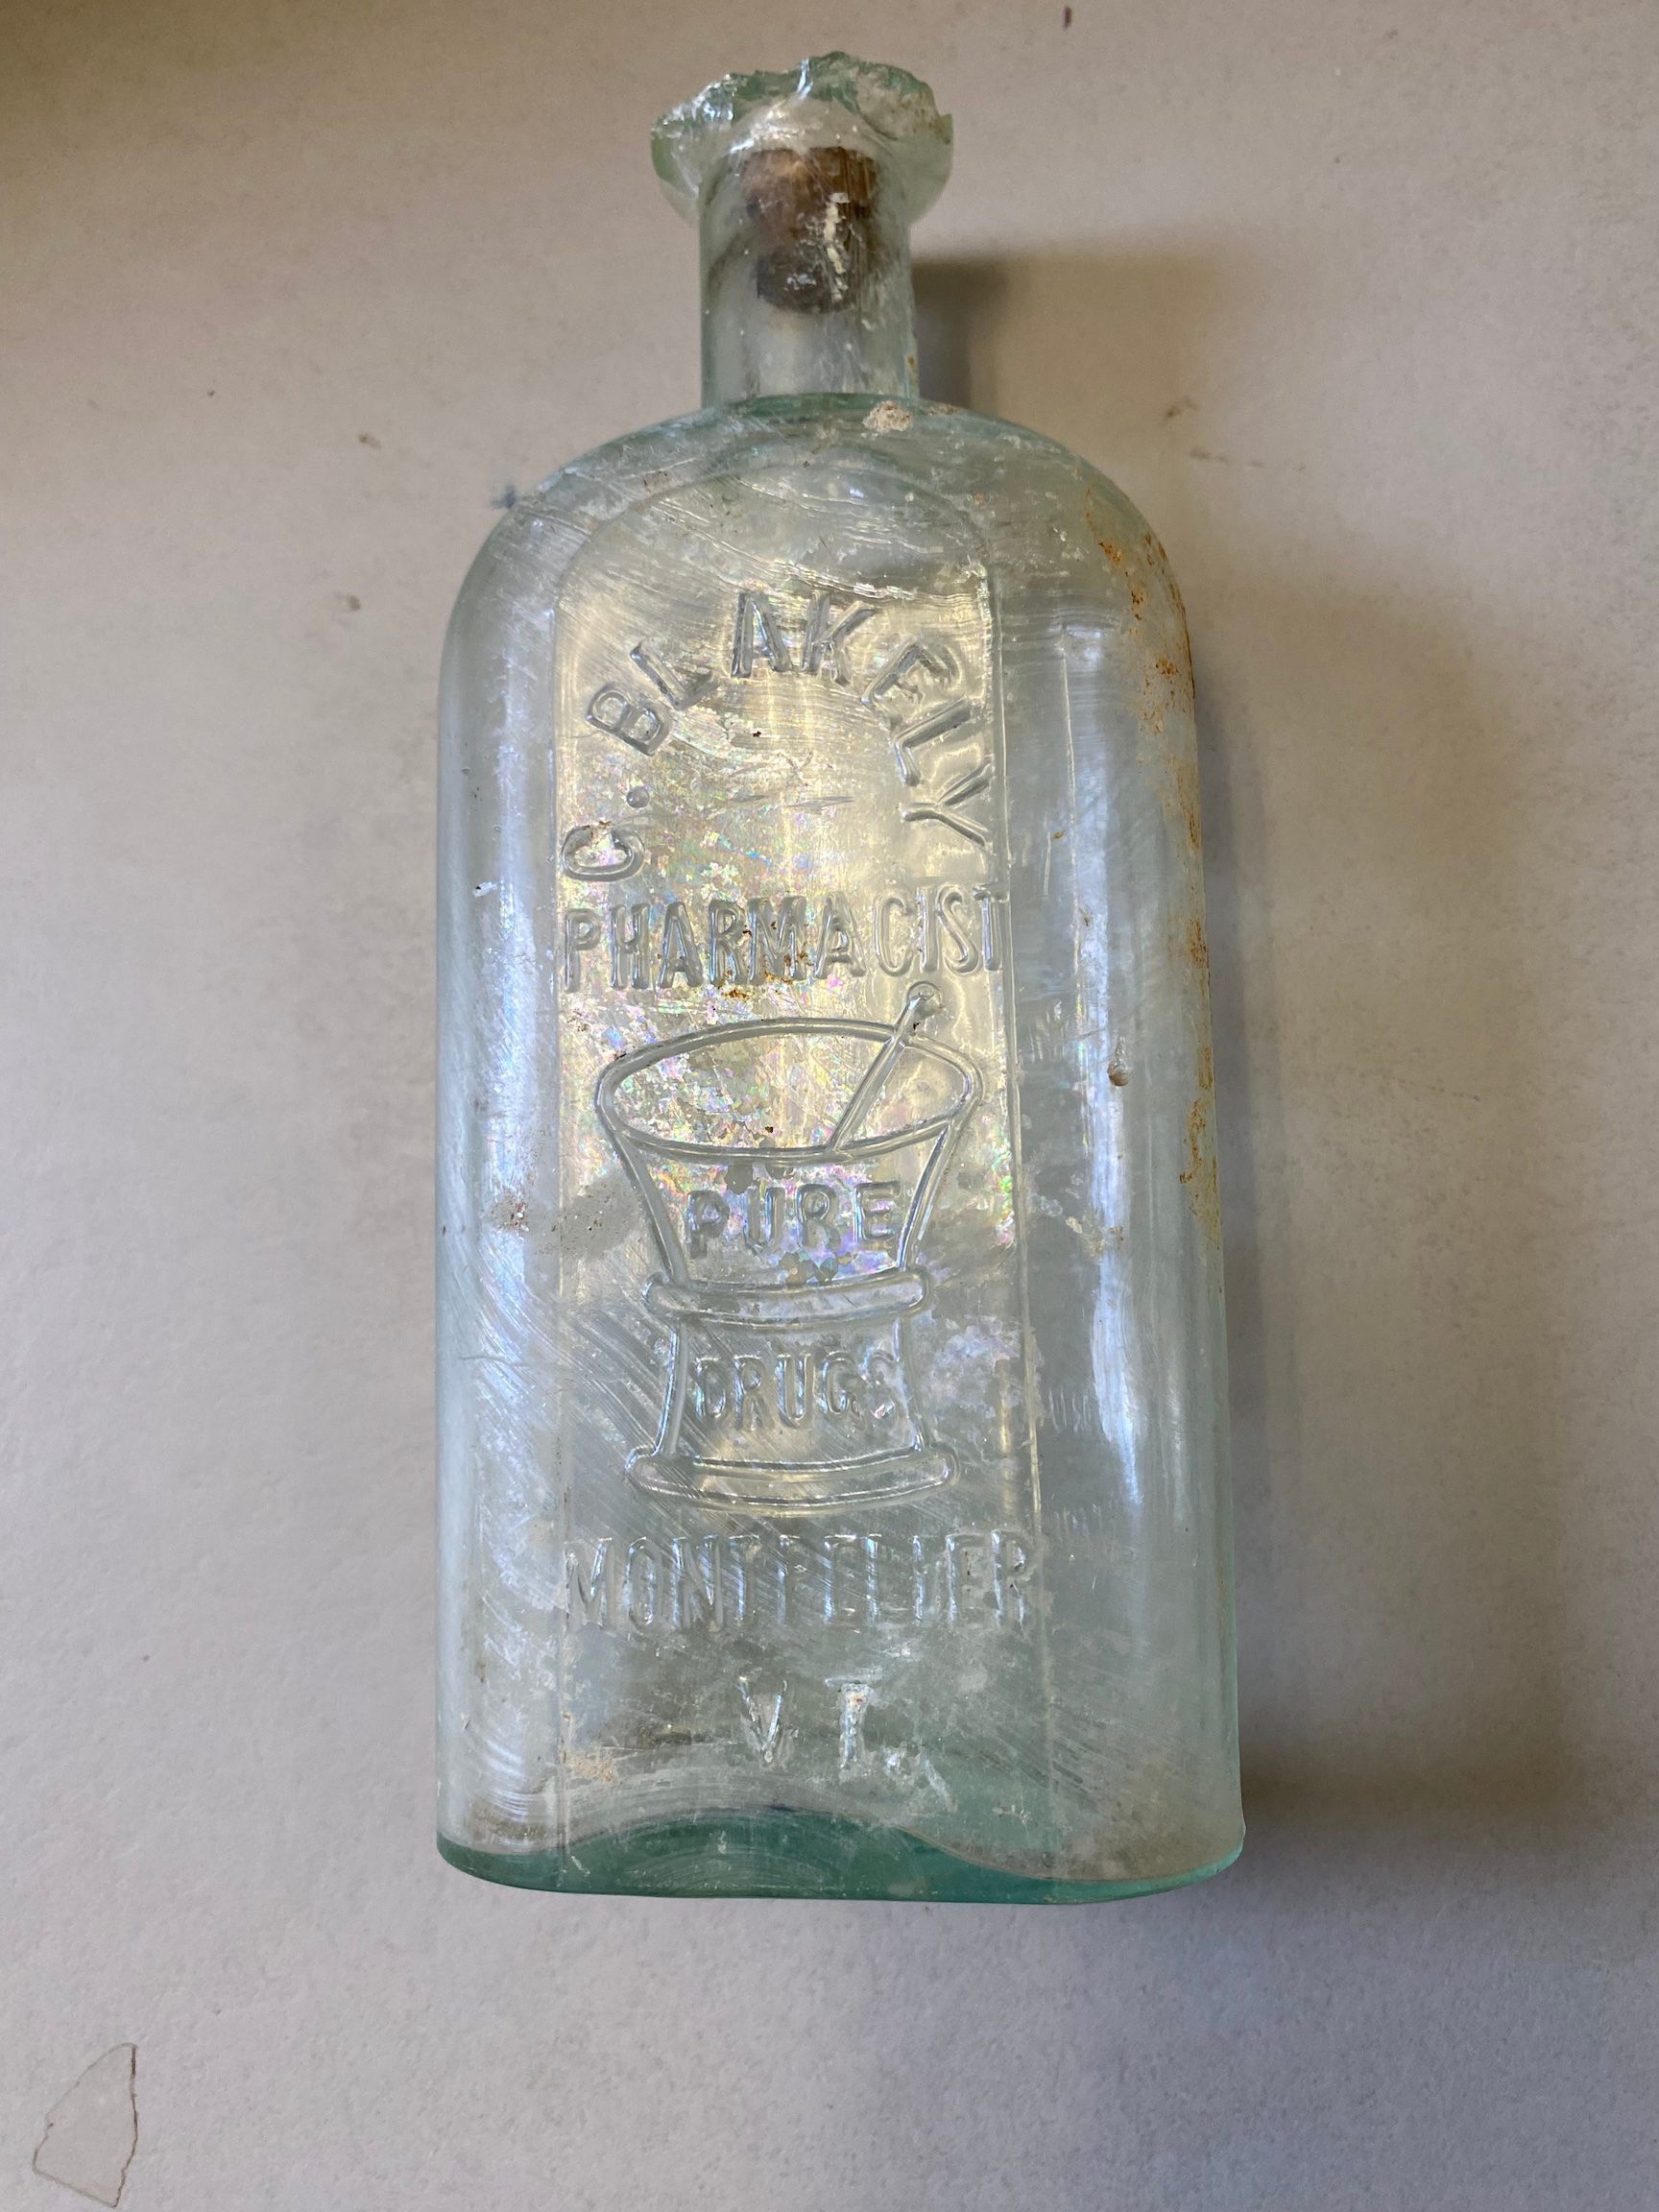 C. BLAKELY
PHARMACIST
PURE
DRUGS
MONTPELIER
VT.